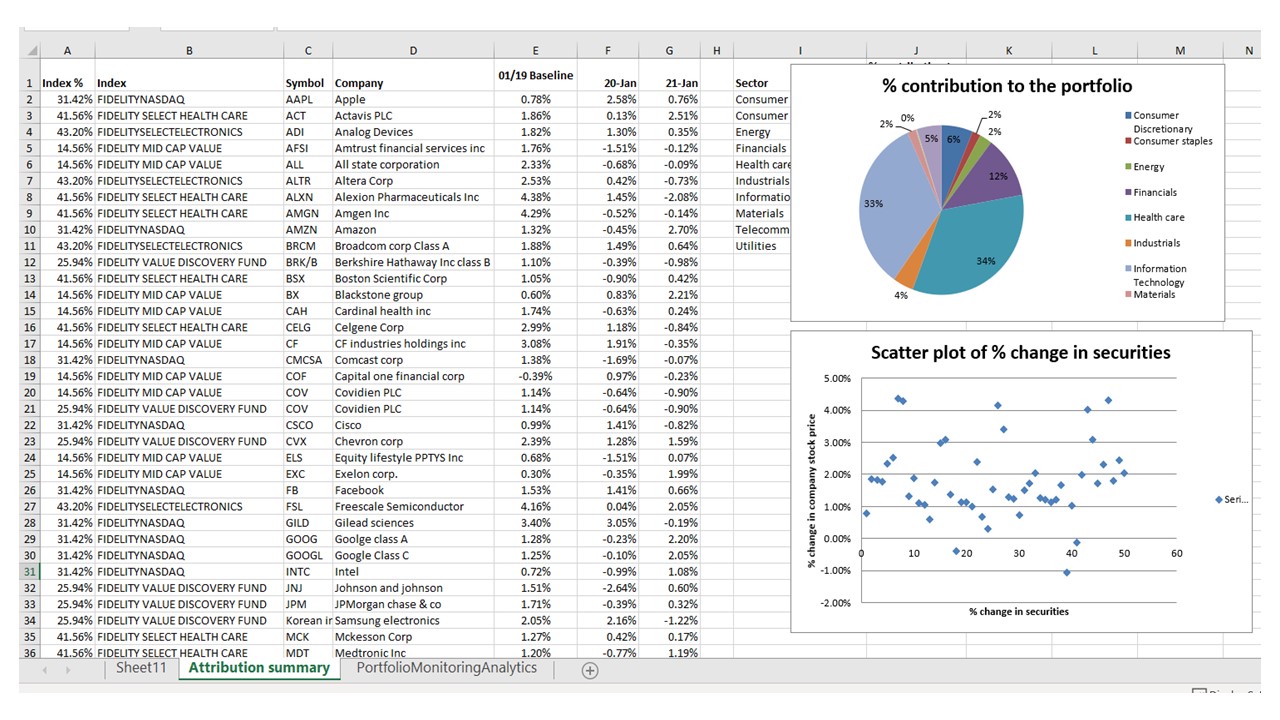 A B C D E F G H I J K L M N
01/19 Baseline
1 Index % Index Symbol Company 20-Jan 21-Jan Sector
2 31.42% FIDELITYNASDAQ AAPL Apple 0.78% 2.58% 0.76% Consumer
3 41.56% FIDELITY SELECT HEALTH CARE ACT Actavis PLC 1.86% 0.13% 2.51% Consumer
4 43.20% FIDELITYSELECTELECTRONICS ADI Analog Devices 1.82% 1.30% 0.35% Energy
5 14.56% FIDELITY MID CAP VALUE AFSI Amtrust financial services inc 1.76% -1.51% -0.12% Financials
6 14.56% FIDELITY MID CAP VALUE ALL All state corporation 2.33% -0.68% -0.09% Health care
7 43.20% FIDELITYSELECTELECTRONICS ALTR Altera Corp 2.53% 0.42% -0.73% Industrials
8 41.56% FIDELITY SELECT HEALTH CARE ALXN Alexion Pharmaceuticals Inc 4.38% 1.45% -2.08% Informatio
9 41.56% FIDELITY SELECT HEALTH CARE AMGN Amgen Inc 4.29% -0.52% -0.14% Materials
10 31.42% FIDELITYNASDAQ AMZN Amazon 1.32% -0.45% 2.70% Telecomm
11 43.20% FIDELITYSELECTELECTRONICS BRCM Broadcom corp Class A 1.88% 1.49% 0.64% Utilities
12 25.94% FIDELITY VALUE DISCOVERY FUND BRK/B Berkshire Hathaway Inc class B 1.10% -0.39% -0.98%
13 41.56% FIDELITY SELECT HEALTH CARE BSX Boston Scientific Corp 1.05% -0.90% 0.42%
14 14.56% FIDELITY MID CAP VALUE BX Blackstone group 0.60% 0.83% 2.21%
15 14.56% FIDELITY MID CAP VALUE CAH Cardinal health inc 1.74% -0.63% 0.24%
16 41.56% FIDELITY SELECT HEALTH CARE CELG Celgene Corp 2.99% 1.18% -0.84%
17 14.56% FIDELITY MID CAP VALUE CF CF industries holdings inc 3.08% 1.91% -0.35%
18 31.42% FIDELITYNASDAQ CMCSA Comcast corp 1.38% -1.69% -0.07%
19 14.56% FIDELITY MID CAP VALUE COF Capital one financial corp -0.39% 0.97% -0.23%
20 14.56% FIDELITY MID CAP VALUE COV Covidien PLC 1.14% -0.64% -0.90%
21 25.94% FIDELITY VALUE DISCOVERY FUND COV Covidien PLC 1.14% -0.64% -0.90%
22 31.42% FIDELITYNASDAQ CSCO Cisco 0.99% 1.41% -0.82%
23 25.94% FIDELITY VALUE DISCOVERY FUND CVX Chevron corp 2.39% 1.28% 1.59%
24 14.56% FIDELITY MID CAP VALUE ELS Equity lifestyle PPTYS Inc 0.68% -1.51% 0.07%
25 14.56% FIDELITY MID CAP VALUE EXC Exelon corp. 0.30% -0.35% 1.99%
26 31.42% FIDELITYNASDAQ FB Facebook 1.53% 1.41% 0.66%
27 43.20% FIDELITYSELECTELECTRONICS FSL Freescale Semiconductor 4.16% 0.04% 2.05%
28 31.42% FIDELITYNASDAQ GILD Gilead sciences 3.40% 3.05% -0.19%
29 31.42% FIDELITYNASDAQ GOOG Goolge class A 1.28% -0.23% 2.20%
30 31.42% FIDELITYNASDAQ GOOGL Google Class C 1.25% -0.10% 2.05%
31 31.42% FIDELITYNASDAQ INTC Intel 0.72% -0.99% 1.08%
32 25.94% FIDELITY VALUE DISCOVERY FUND JNJ Johnson and johnson 1.51% -2.64% 0.60%
33 25.94% FIDELITY VALUE DISCOVERY FUND JPM JPMorgan chase & co 1.71% -0.39% 0.32%
34 25.94% FIDELITY VALUE DISCOVERY FUND Korean ir Samsung electronics 2.05% 2.16% -1.22%
35 41.56% FIDELITY SELECT HEALTH CARE MCK Mckesson Corp 1.27% 0.42% 0.17%
36 41.56% FIDELITY SELECT HEALTH CARE MDT Medtronic Inc 1.20% -0.77% 1.19%
% contribution to the portfolio
2% 0% 5% 6% 2%
2%
12%
33%
34%
4%
Consumer
Discretionary
Consumer staples
Energy
Financials
Health care
Industrials
Information
Technology
Materials
Scatter plot of % change in securities
% change in company stock price
5.00%
4.00%
3.00%
2.00%
1.00%
0.00%
-1.00%
-2.00%
0 10 20 30 40 50 60
Seri...
% change in securities
Sheet11 Attribution summary PortfolioMonitoringAnalytics